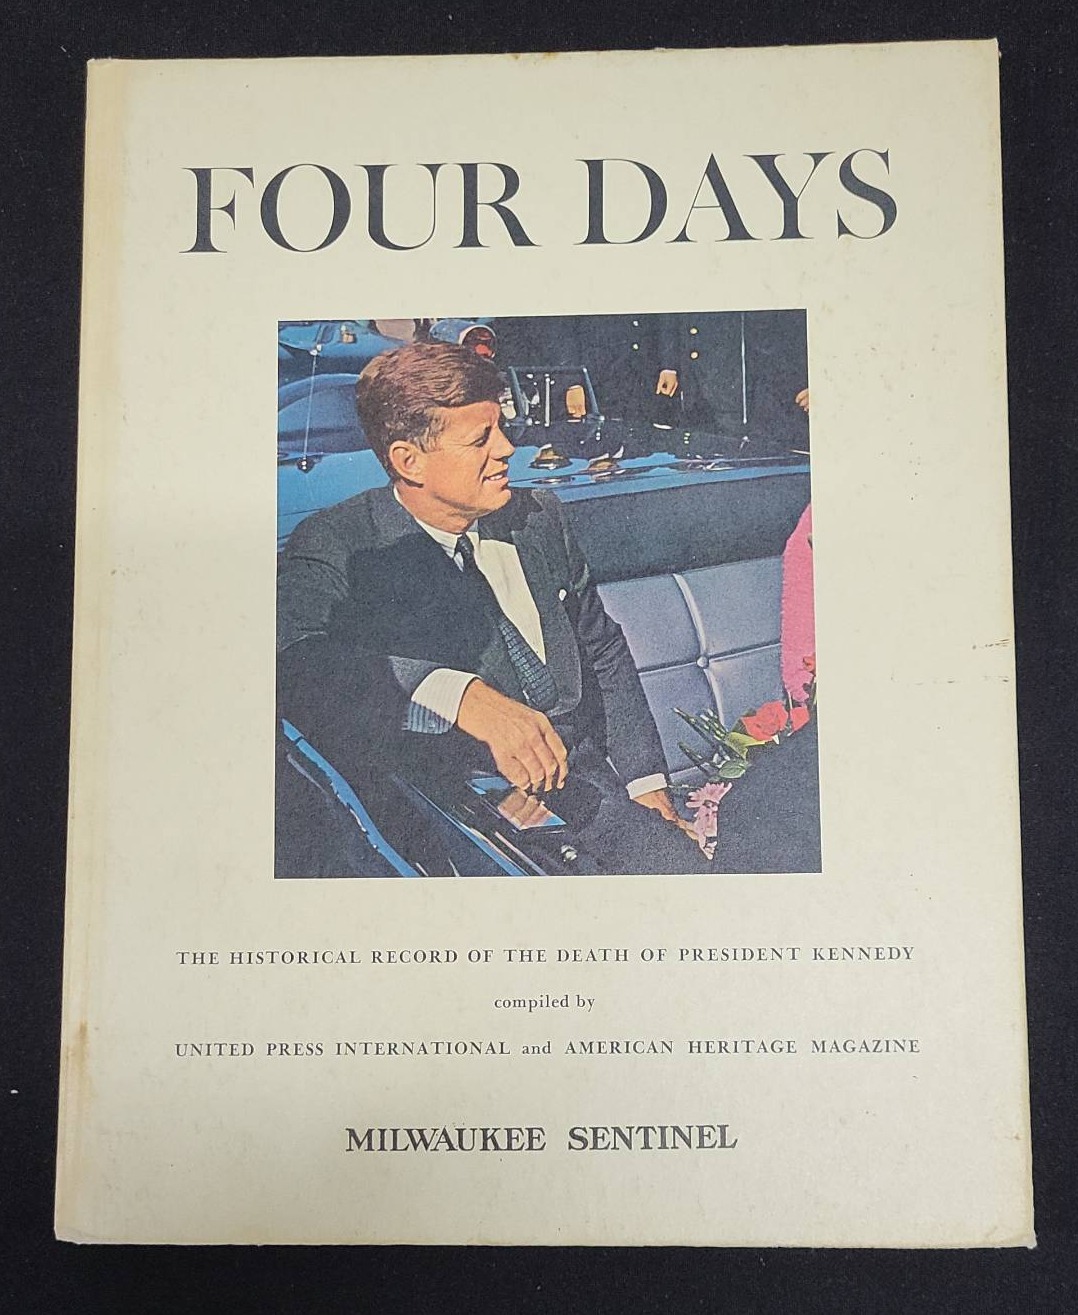 FOUR DAYS
THE HISTORICAL RECORD OF THE DEATH OF PRESIDENT KENNEDY
compiled by
UNITED PRESS INTERNATIONAL and AMERICAN HERITAGE MAGAZINE
MILWAUKEE SENTINEL